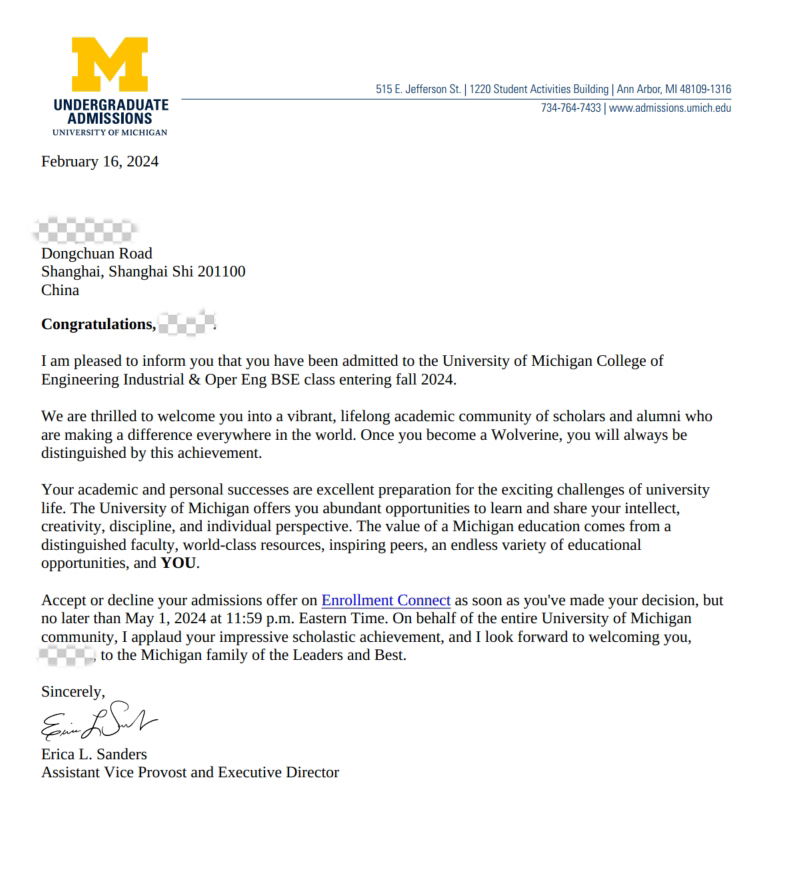 M
UNDERGRADUATE
ADMISSIONS
UNIVERSITY OF MICHIGAN
515 E. Jefferson St. | 1220 Student Activities Building | Ann Arbor, MI 48109-1316
734-764-7433 | www.admissions.umich.edu
February 16, 2024
Dongchuan Road
Shanghai, Shanghai Shi 201100
China
Congratulations,
I am pleased to inform you that you have been admitted to the University of Michigan College of
Engineering Industrial & Oper Eng BSE class entering fall 2024.
We are thrilled to welcome you into a vibrant, lifelong academic community of scholars and alumni who
are making a difference everywhere in the world. Once you become a Wolverine, you will always be
distinguished by this achievement.
Your academic and personal successes are excellent preparation for the exciting challenges of university
life. The University of Michigan offers you abundant opportunities to learn and share your intellect,
creativity, discipline, and individual perspective. The value of a Michigan education comes from a
distinguished faculty, world-class resources, inspiring peers, an endless variety of educational
opportunities, and YOU.
Accept or decline your admissions offer on Enrollment Connect as soon as you've made your decision, but
no later than May 1, 2024 at 11:59 p.m. Eastern Time. On behalf of the entire University of Michigan
community, I applaud your impressive scholastic achievement, and I look forward to welcoming you,
, to the Michigan family of the Leaders and Best.
Sincerely,
Erica L. Sanders
Assistant Vice Provost and Executive Director